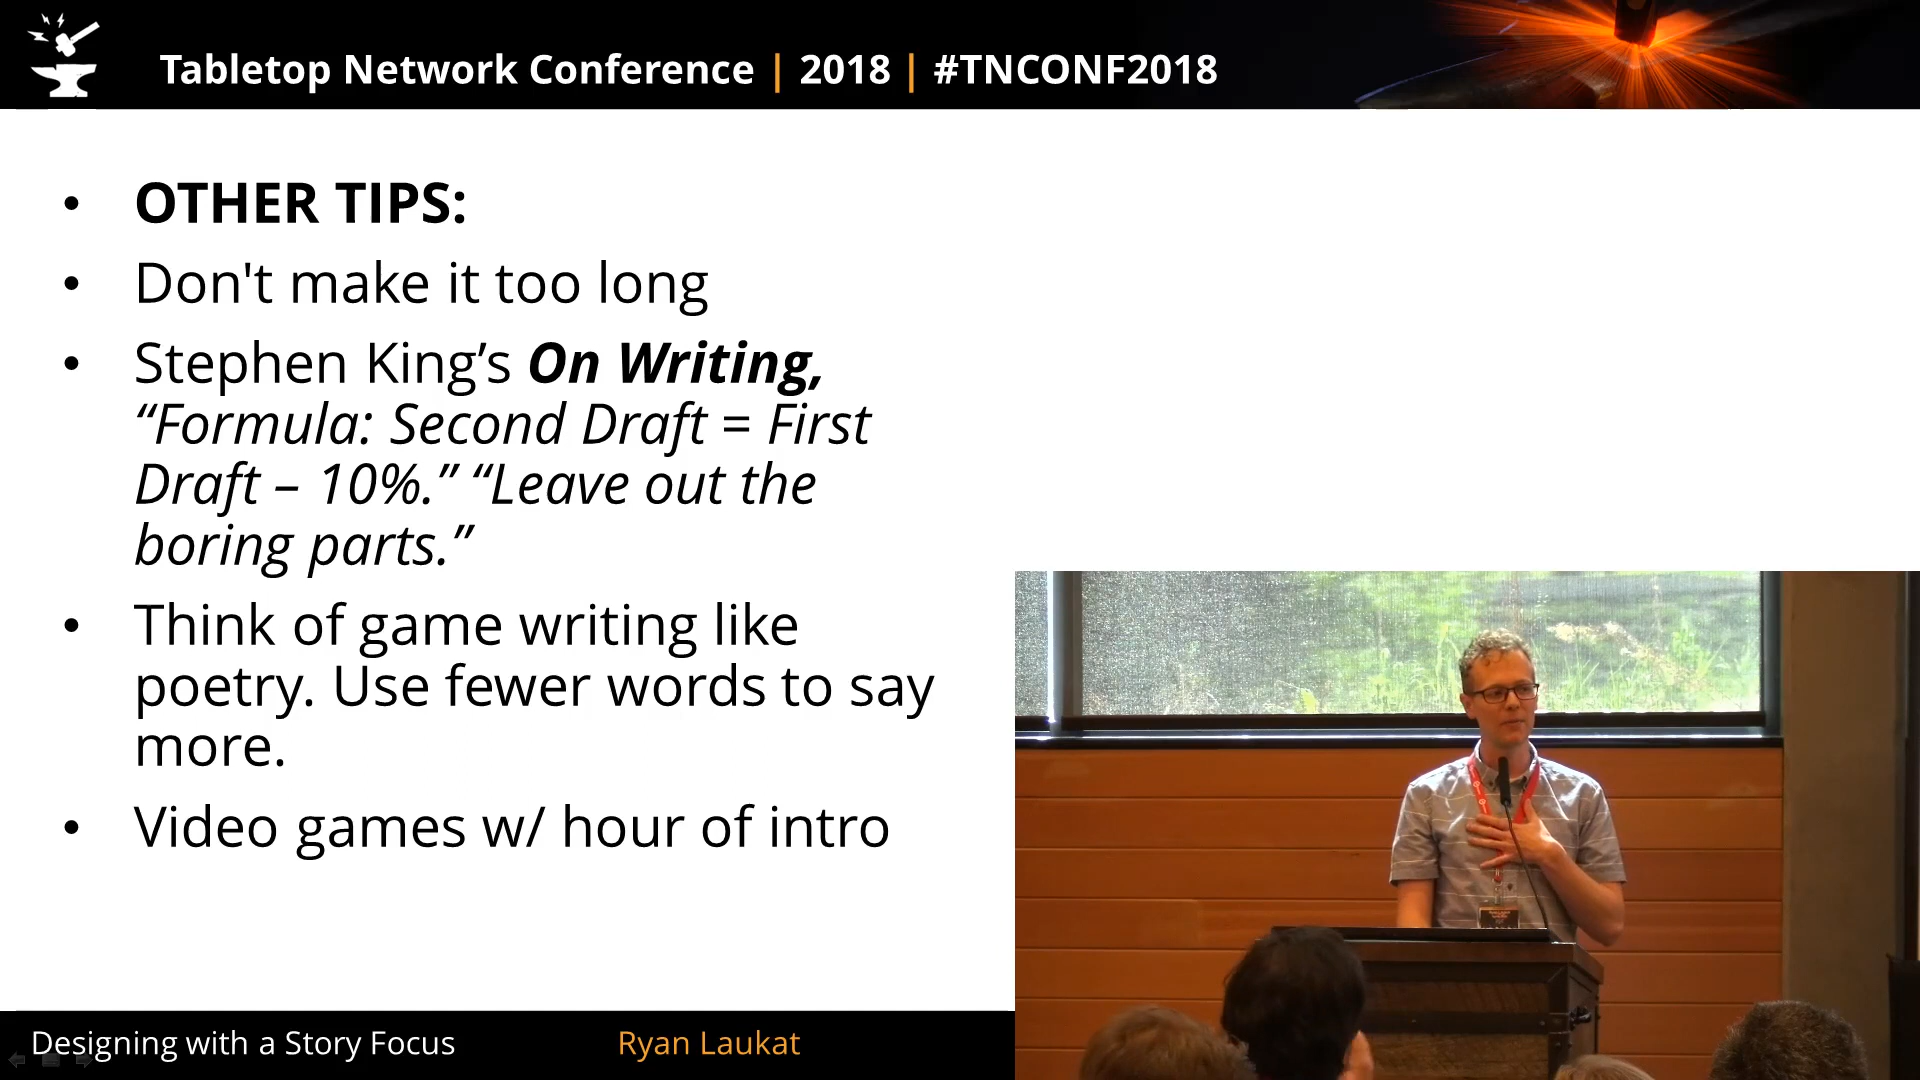 Tabletop Network Conference | 2018 | #TNCONF2018
• OTHER TIPS:
• Don't make it too long
• Stephen King’s On Writing,
“Formula: Second Draft = First
Draft – 10%.” “Leave out the
boring parts.”
• Think of game writing like
poetry. Use fewer words to say
more.
• Video games w/ hour of intro
Designing with a Story Focus
Ryan Laukat